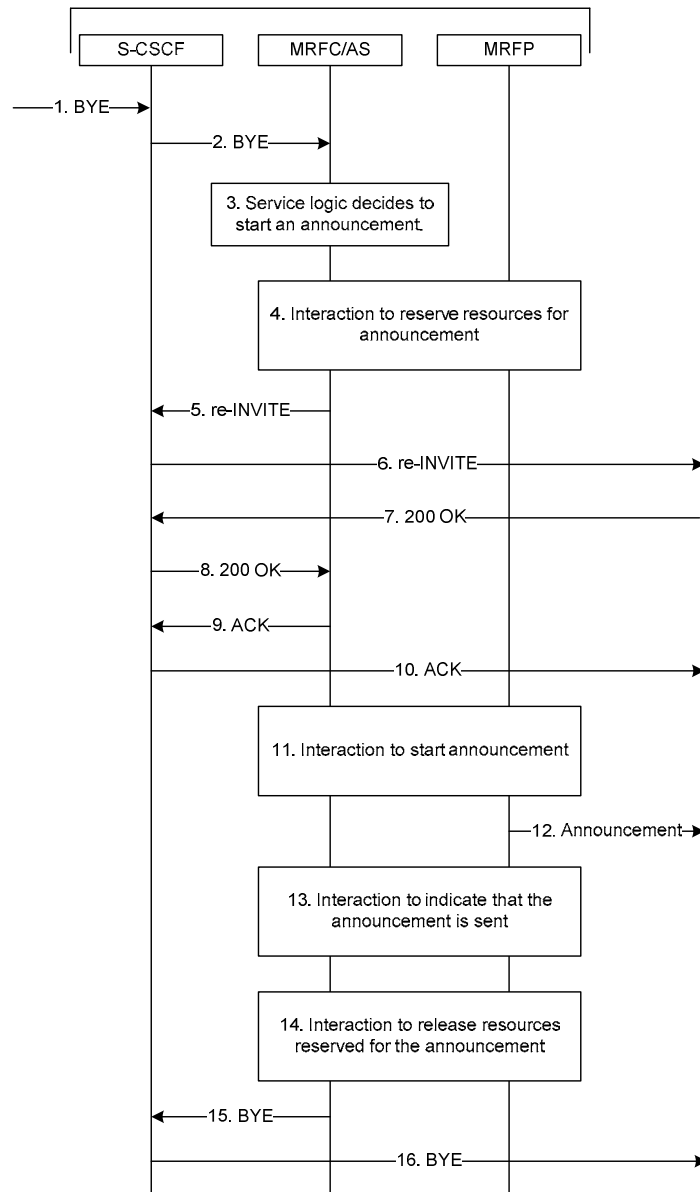 S-CSCF
MRFC/AS
MRFP
1. BYE
2. BYE
3. Service logic decides to
start an announcement.
4. Interaction to reserve resources for
announcement
5. re-INVITE
6. re-INVITE
7. 200 OK
8. 200 OK
9. ACK
10. ACK
11. Interaction to start announcement
12. Announcement
13. Interaction to indicate that the
announcement is sent
14. Interaction to release resources
reserved for the announcement
15. BYE
16. BYE